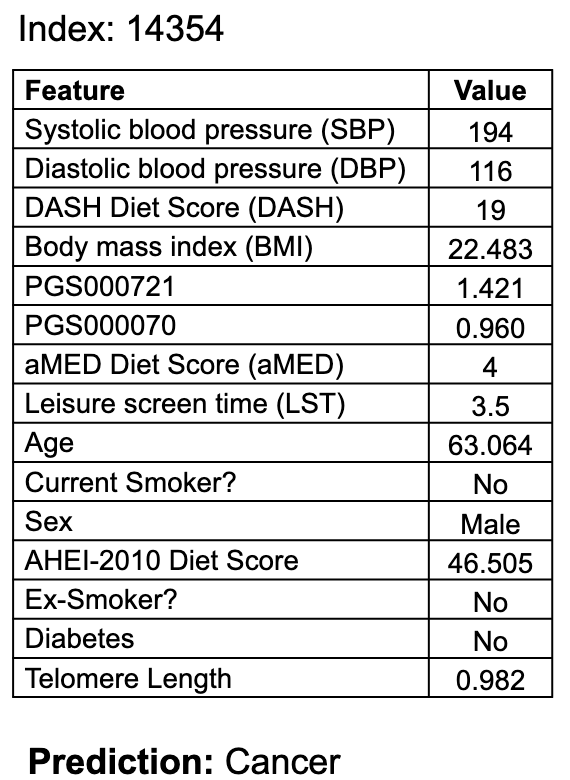 Index: 14354
Feature Value
Systolic blood pressure (SBP) 194
Diastolic blood pressure (DBP) 116
DASH Diet Score (DASH) 19
Body mass index (BMI) 22.483
PGS000721 1.421
PGS000070 0.960
aMED Diet Score (aMED) 4
Leisure screen time (LST) 3.5
Age 63.064
Current Smoker? No
Sex Male
AHEI-2010 Diet Score 46.505
Ex-Smoker? No
Diabetes No
Telomere Length 0.982
Prediction: Cancer